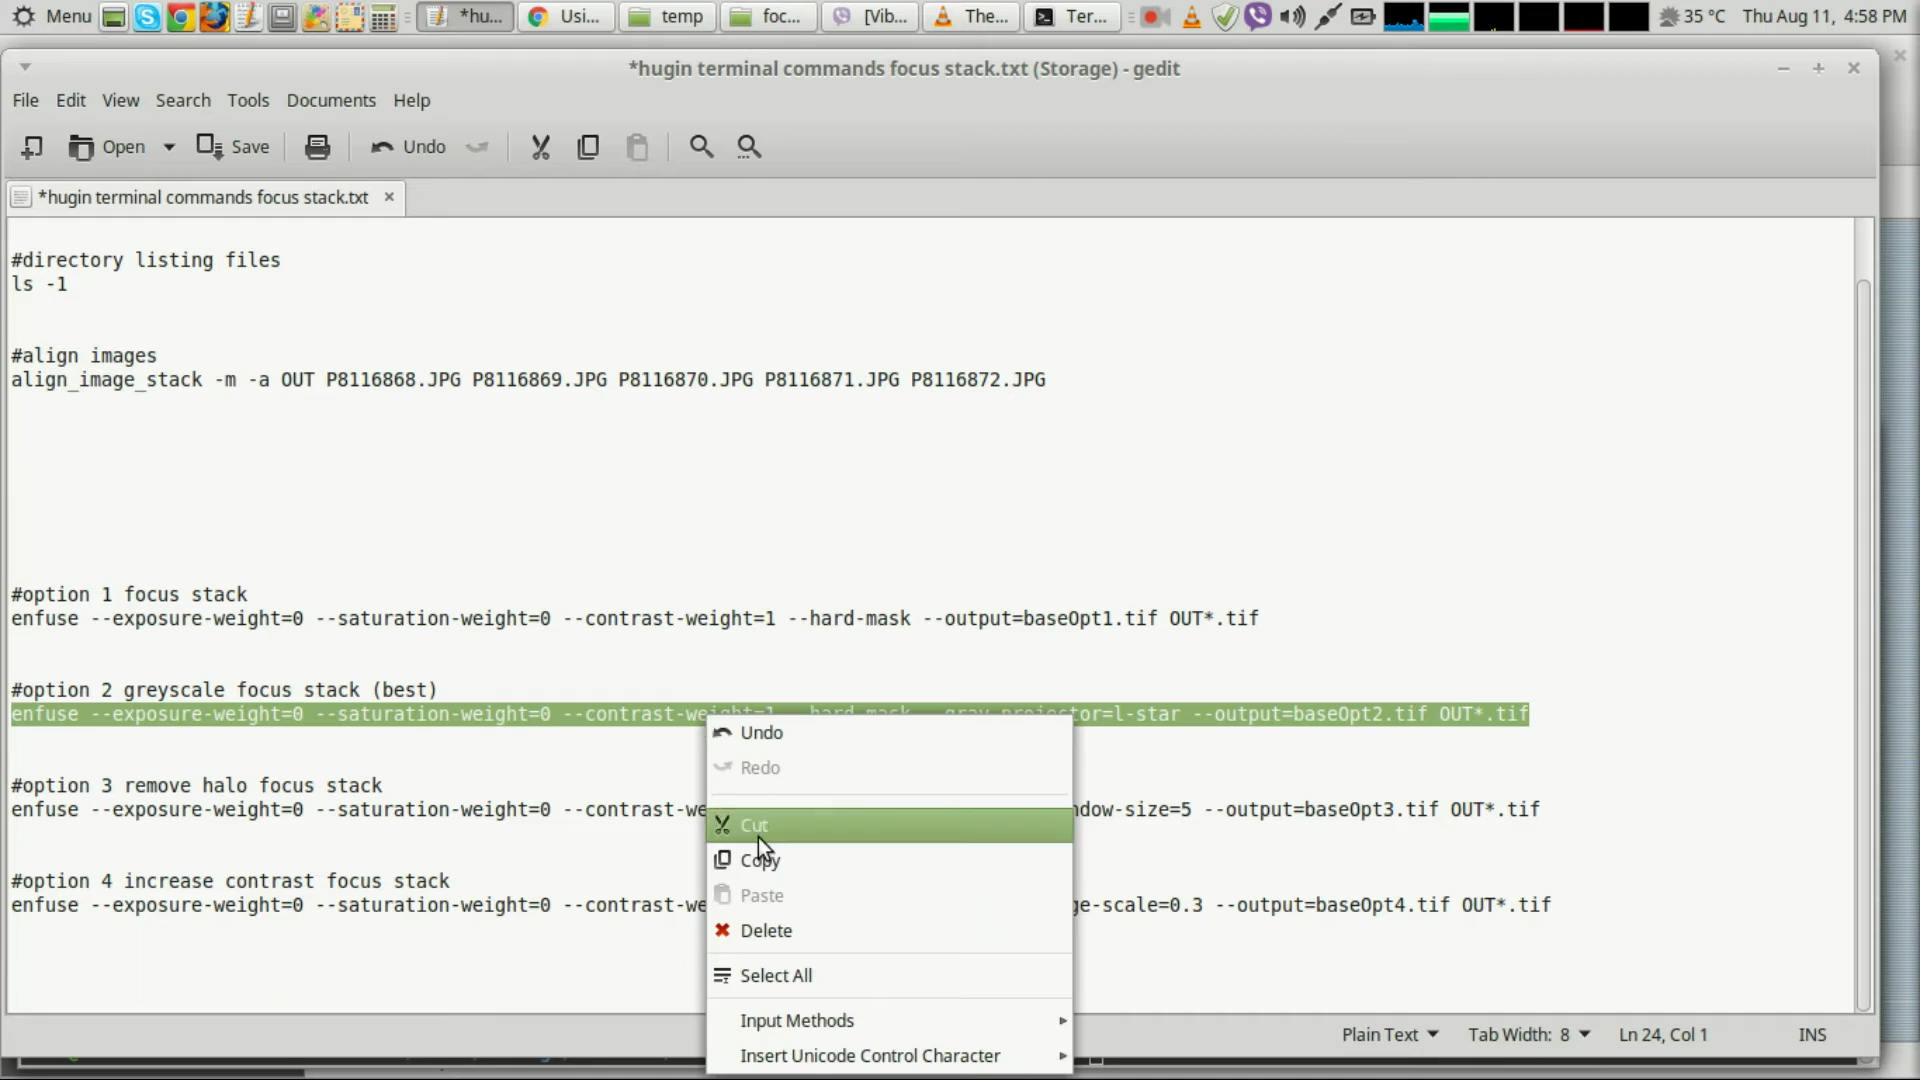 Menu *hu... Usi... temp foc... [Vib... The... Ter... 35 °C Thu Aug 11, 4:58 PM
*hugin terminal commands focus stack.txt (Storage) - gedit
File Edit View Search Tools Documents Help
Open Save Undo
*hugin terminal commands focus stack.txt
#directory listing files
ls -1
#align images
align_image_stack -m -a OUT P8116868.JPG P8116869.JPG P8116870.JPG P8116871.JPG P8116872.JPG
#option 1 focus stack
enfuse --exposure-weight=0 --saturation-weight=0 --contrast-weight=1 --hard-mask --output=baseOpt1.tif OUT*.tif
#option 2 greyscale focus stack (best)
enfuse --exposure-weight=0 --saturation-weight=0 --contrast-weight=1 --hard-mask --gray-projector=l-star --output=baseOpt2.tif OUT*.tif
Undo
Redo
#option 3 remove halo focus stack
enfuse --exposure-weight=0 --saturation-weight=0 --contrast-we ndow-size=5 --output=baseOpt3.tif OUT*.tif
Cut
Copy
#option 4 increase contrast focus stack
enfuse --exposure-weight=0 --saturation-weight=0 --contrast-we ge-scale=0.3 --output=baseOpt4.tif OUT*.tif
Paste
Delete
Select All
Input Methods
Insert Unicode Control Character
Plain Text Tab Width: 8 Ln 24, Col 1 INS